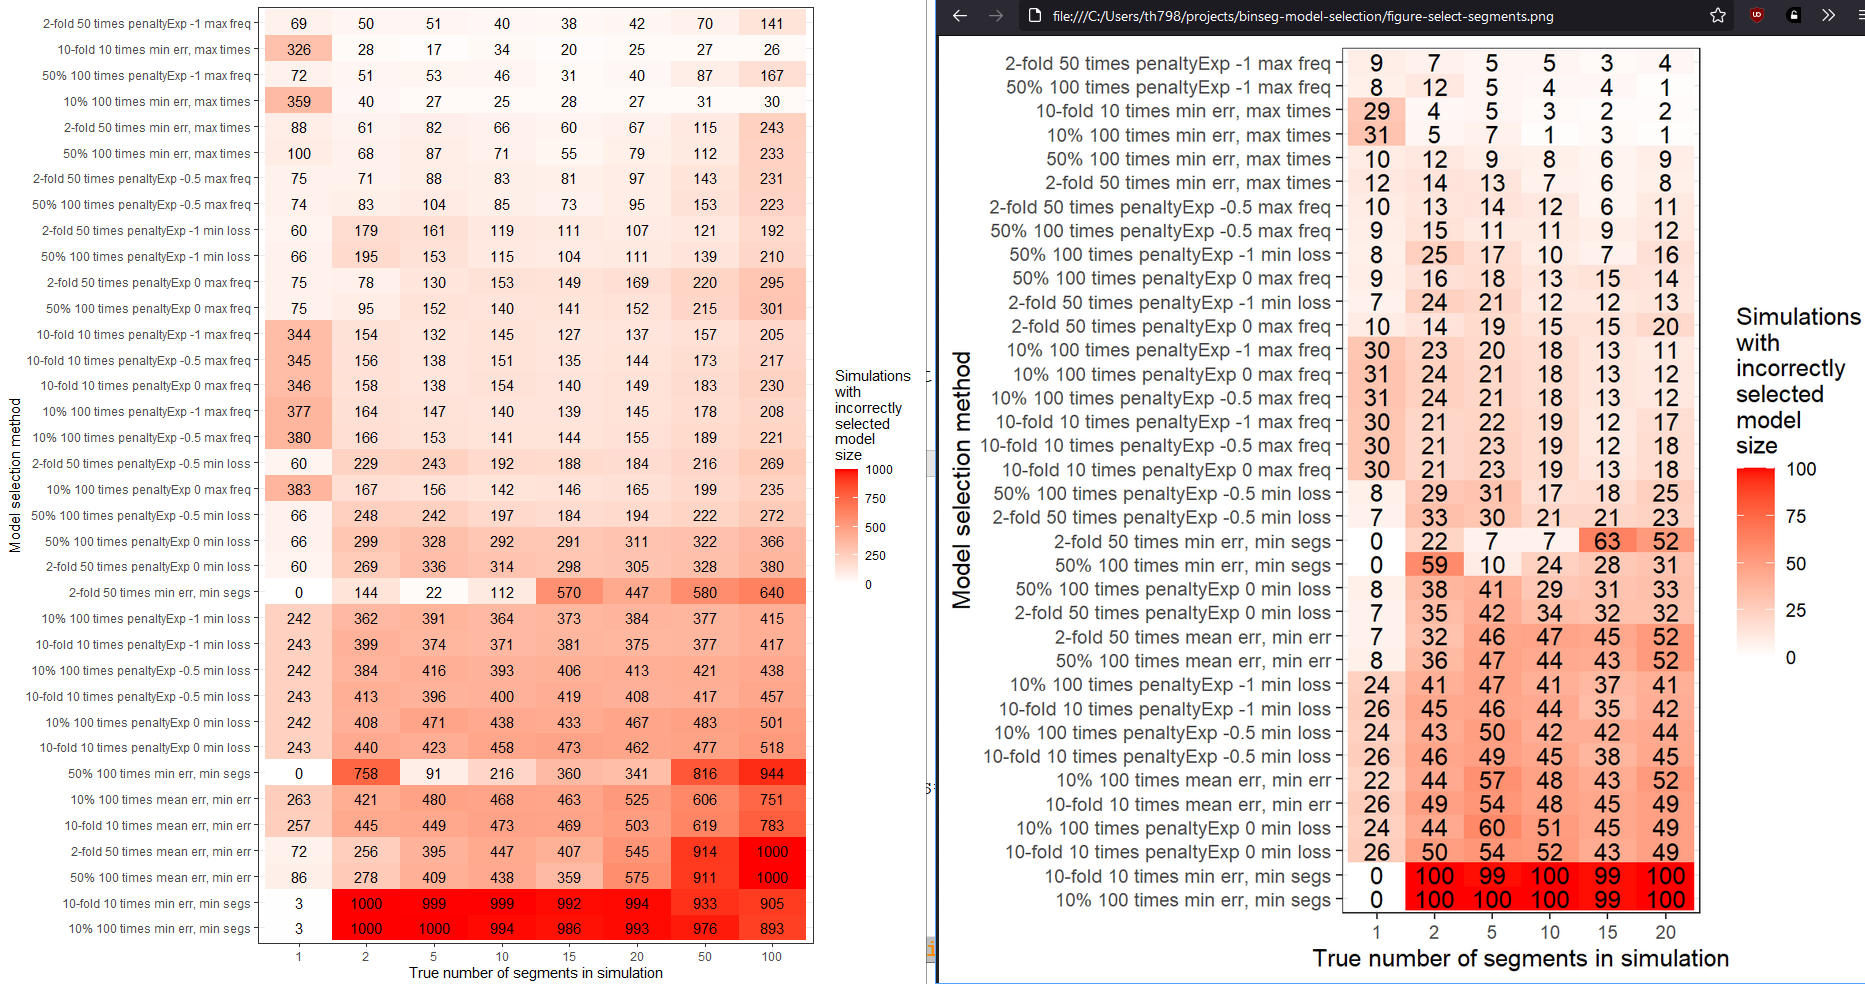 2-fold 50 times penaltyExp -1 max freq 69 50 51 40 38 42 70 141
10-fold 10 times min err, max times 326 28 17 34 20 25 27 26
50% 100 times penaltyExp -1 max freq 72 51 53 46 31 40 87 167
10% 100 times min err, max times 359 40 27 25 28 27 31 30
2-fold 50 times min err, max times 88 61 82 66 60 67 115 243
50% 100 times min err, max times 100 68 87 71 55 79 112 233
2-fold 50 times penaltyExp -0.5 max freq 75 71 88 83 81 97 143 231
50% 100 times penaltyExp -0.5 max freq 74 83 104 85 73 95 153 223
2-fold 50 times penaltyExp -1 min loss 60 179 161 119 111 107 121 192
50% 100 times penaltyExp -1 min loss 66 195 153 115 104 111 139 210
2-fold 50 times penaltyExp 0 max freq 75 78 130 153 149 169 220 295
50% 100 times penaltyExp 0 max freq 75 95 152 140 141 152 215 301
10-fold 10 times penaltyExp -1 max freq 344 154 132 145 127 137 157 205
10-fold 10 times penaltyExp -0.5 max freq 345 156 138 151 135 144 173 217
10-fold 10 times penaltyExp 0 max freq 346 158 138 154 140 149 183 230
10% 100 times penaltyExp -1 max freq 377 164 147 140 139 145 178 208
10% 100 times penaltyExp -0.5 max freq 380 166 153 141 144 155 189 221
2-fold 50 times penaltyExp -0.5 min loss 60 229 243 192 188 184 216 269
10% 100 times penaltyExp 0 max freq 383 167 156 142 146 165 199 235
50% 100 times penaltyExp -0.5 min loss 66 248 242 197 184 194 222 272
50% 100 times penaltyExp 0 min loss 66 299 328 292 291 311 322 366
2-fold 50 times penaltyExp 0 min loss 60 269 336 314 298 305 328 380
2-fold 50 times min err, min segs 0 144 22 112 570 447 580 640
10% 100 times penaltyExp -1 min loss 242 362 391 364 373 384 377 415
10-fold 10 times penaltyExp -1 min loss 243 399 374 371 381 375 377 417
10% 100 times penaltyExp -0.5 min loss 242 384 416 393 406 413 421 438
10-fold 10 times penaltyExp -0.5 min loss 243 413 396 400 419 408 417 457
10% 100 times penaltyExp 0 min loss 242 408 471 438 433 467 483 501
10-fold 10 times penaltyExp 0 min loss 243 440 423 458 473 462 477 518
50% 100 times min err, min segs 0 758 91 216 360 341 816 944
10% 100 times mean err, min err 263 421 480 468 463 525 606 751
10-fold 10 times mean err, min err 257 445 449 473 469 503 619 783
2-fold 50 times mean err, min err 72 256 395 447 407 545 914 1000
50% 100 times mean err, min err 86 278 409 438 359 575 911 1000
10-fold 10 times min err, min segs 3 1000 999 999 992 994 933 905
10% 100 times min err, min segs 3 1000 1000 994 986 993 976 893
1 2 5 10 15 20 50 100
True number of segments in simulation
Model selection method
Simulations
with
incorrectly
selected
model
size
1000
750
500
250
0
file:///C:/Users/th798/projects/binseg-model-selection/figure-select-segments.png
2-fold 50 times penaltyExp -1 max freq 9 7 5 5 3 4
50% 100 times penaltyExp -1 max freq 8 12 5 4 4 1
10-fold 10 times min err, max times 29 4 5 3 2 2
10% 100 times min err, max times 31 5 7 1 3 1
50% 100 times min err, max times 10 12 9 8 6 9
2-fold 50 times min err, max times 12 14 13 7 6 8
2-fold 50 times penaltyExp -0.5 max freq 10 13 14 12 6 11
50% 100 times penaltyExp -0.5 max freq 9 15 11 11 9 12
50% 100 times penaltyExp -1 min loss 8 25 17 10 7 16
50% 100 times penaltyExp 0 max freq 9 16 18 13 15 14
2-fold 50 times penaltyExp -1 min loss 7 24 21 12 12 13
2-fold 50 times penaltyExp 0 max freq 10 14 19 15 15 20
10% 100 times penaltyExp -1 max freq 30 23 20 18 13 11
10% 100 times penaltyExp 0 max freq 31 24 21 18 13 12
10% 100 times penaltyExp -0.5 max freq 31 24 21 18 13 12
10-fold 10 times penaltyExp -1 max freq 30 21 22 19 12 17
10-fold 10 times penaltyExp -0.5 max freq 30 21 23 19 12 18
10-fold 10 times penaltyExp 0 max freq 30 21 23 19 13 18
50% 100 times penaltyExp -0.5 min loss 8 29 31 17 18 25
2-fold 50 times penaltyExp -0.5 min loss 7 33 30 21 21 23
2-fold 50 times min err, min segs 0 22 7 7 63 52
50% 100 times min err, min segs 0 59 10 24 28 31
50% 100 times penaltyExp 0 min loss 8 38 41 29 31 33
2-fold 50 times penaltyExp 0 min loss 7 35 42 34 32 32
2-fold 50 times mean err, min err 7 32 46 47 45 52
50% 100 times mean err, min err 8 36 47 44 43 52
10% 100 times penaltyExp -1 min loss 24 41 47 41 37 41
10-fold 10 times penaltyExp -1 min loss 26 45 46 44 35 42
10% 100 times penaltyExp -0.5 min loss 24 43 50 42 42 44
10-fold 10 times penaltyExp -0.5 min loss 26 46 49 45 38 45
10% 100 times mean err, min err 22 44 57 48 43 52
10-fold 10 times mean err, min err 26 49 54 48 45 49
10% 100 times penaltyExp 0 min loss 24 44 60 51 45 49
10-fold 10 times penaltyExp 0 min loss 26 50 54 52 43 49
10-fold 10 times min err, min segs 0 100 99 100 99 100
10% 100 times min err, min segs 0 100 100 100 99 100
1 2 5 10 15 20
True number of segments in simulation
Model selection method
Simulations
with
incorrectly
selected
model
size
100
75
50
25
0